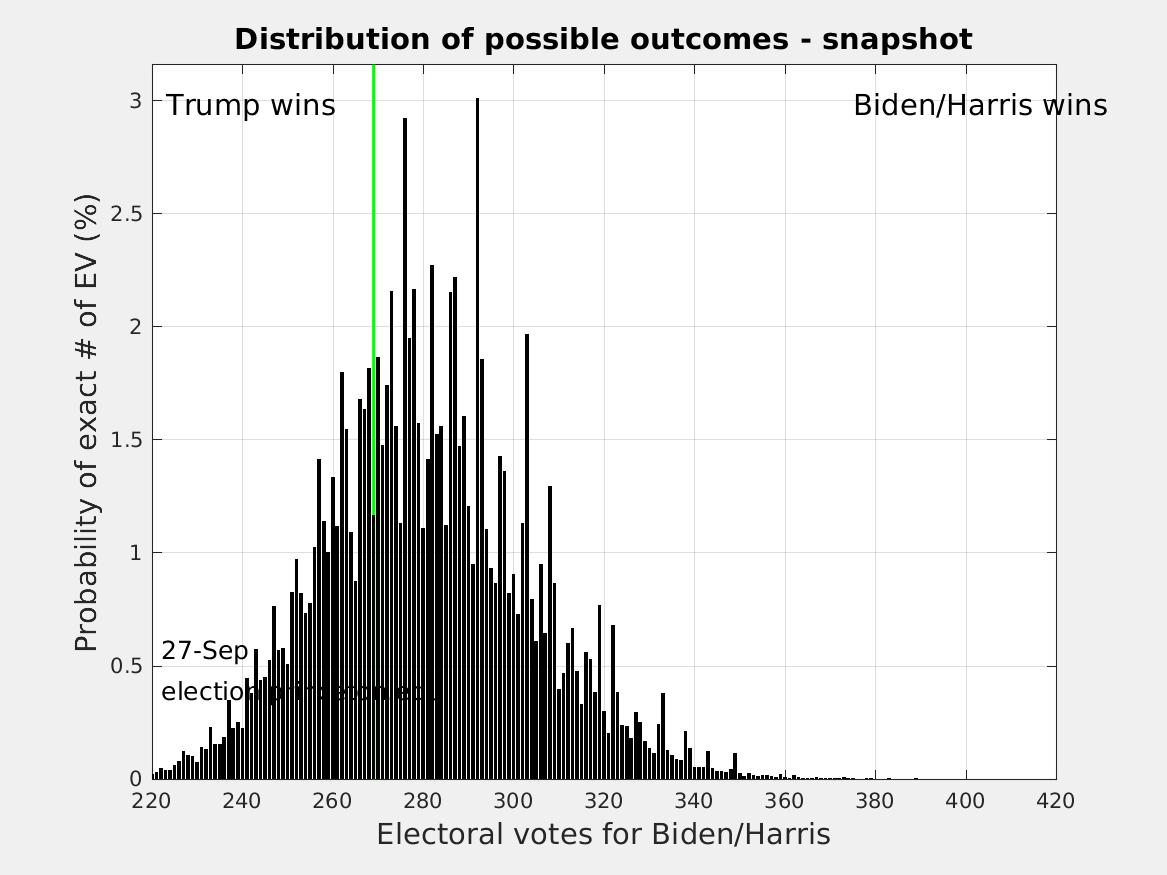 Distribution of possible outcomes - snapshot
Trump wins
Biden/Harris wins
Probability of exact # of EV (%)
3
2.5
2
1.5
1
0.5
0
27-Sep
220 240 260 280 300 320 340 360 380 400 420
Electoral votes for Biden/Harris